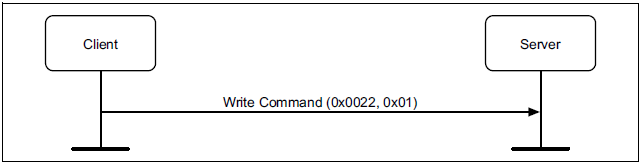 Client
Server
Write Command (0x0022, 0x01)